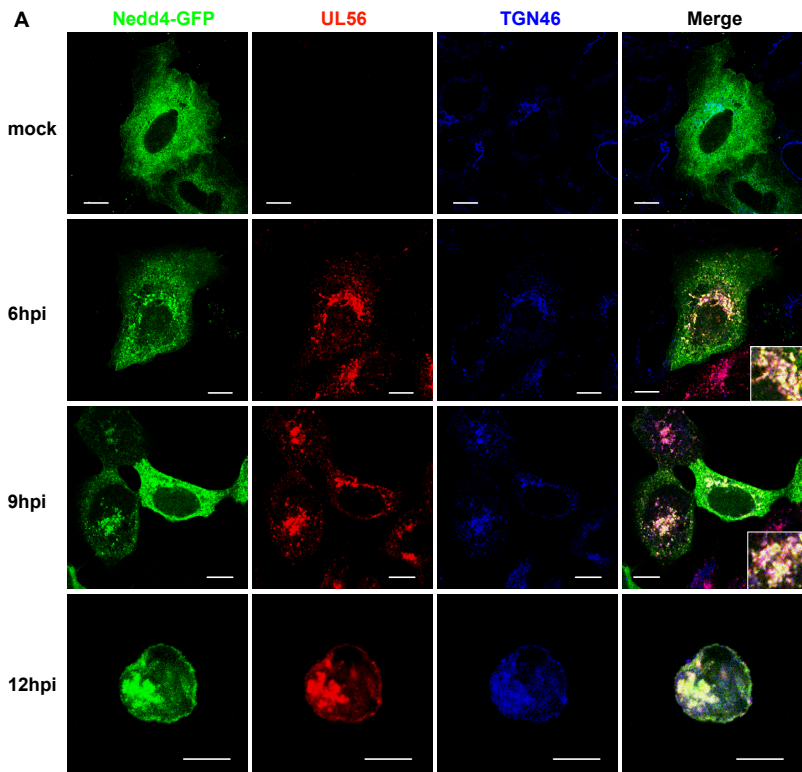 A
Nedd4-GFP UL56 TGN46 Merge
mock
6hpi
9hpi
12hpi